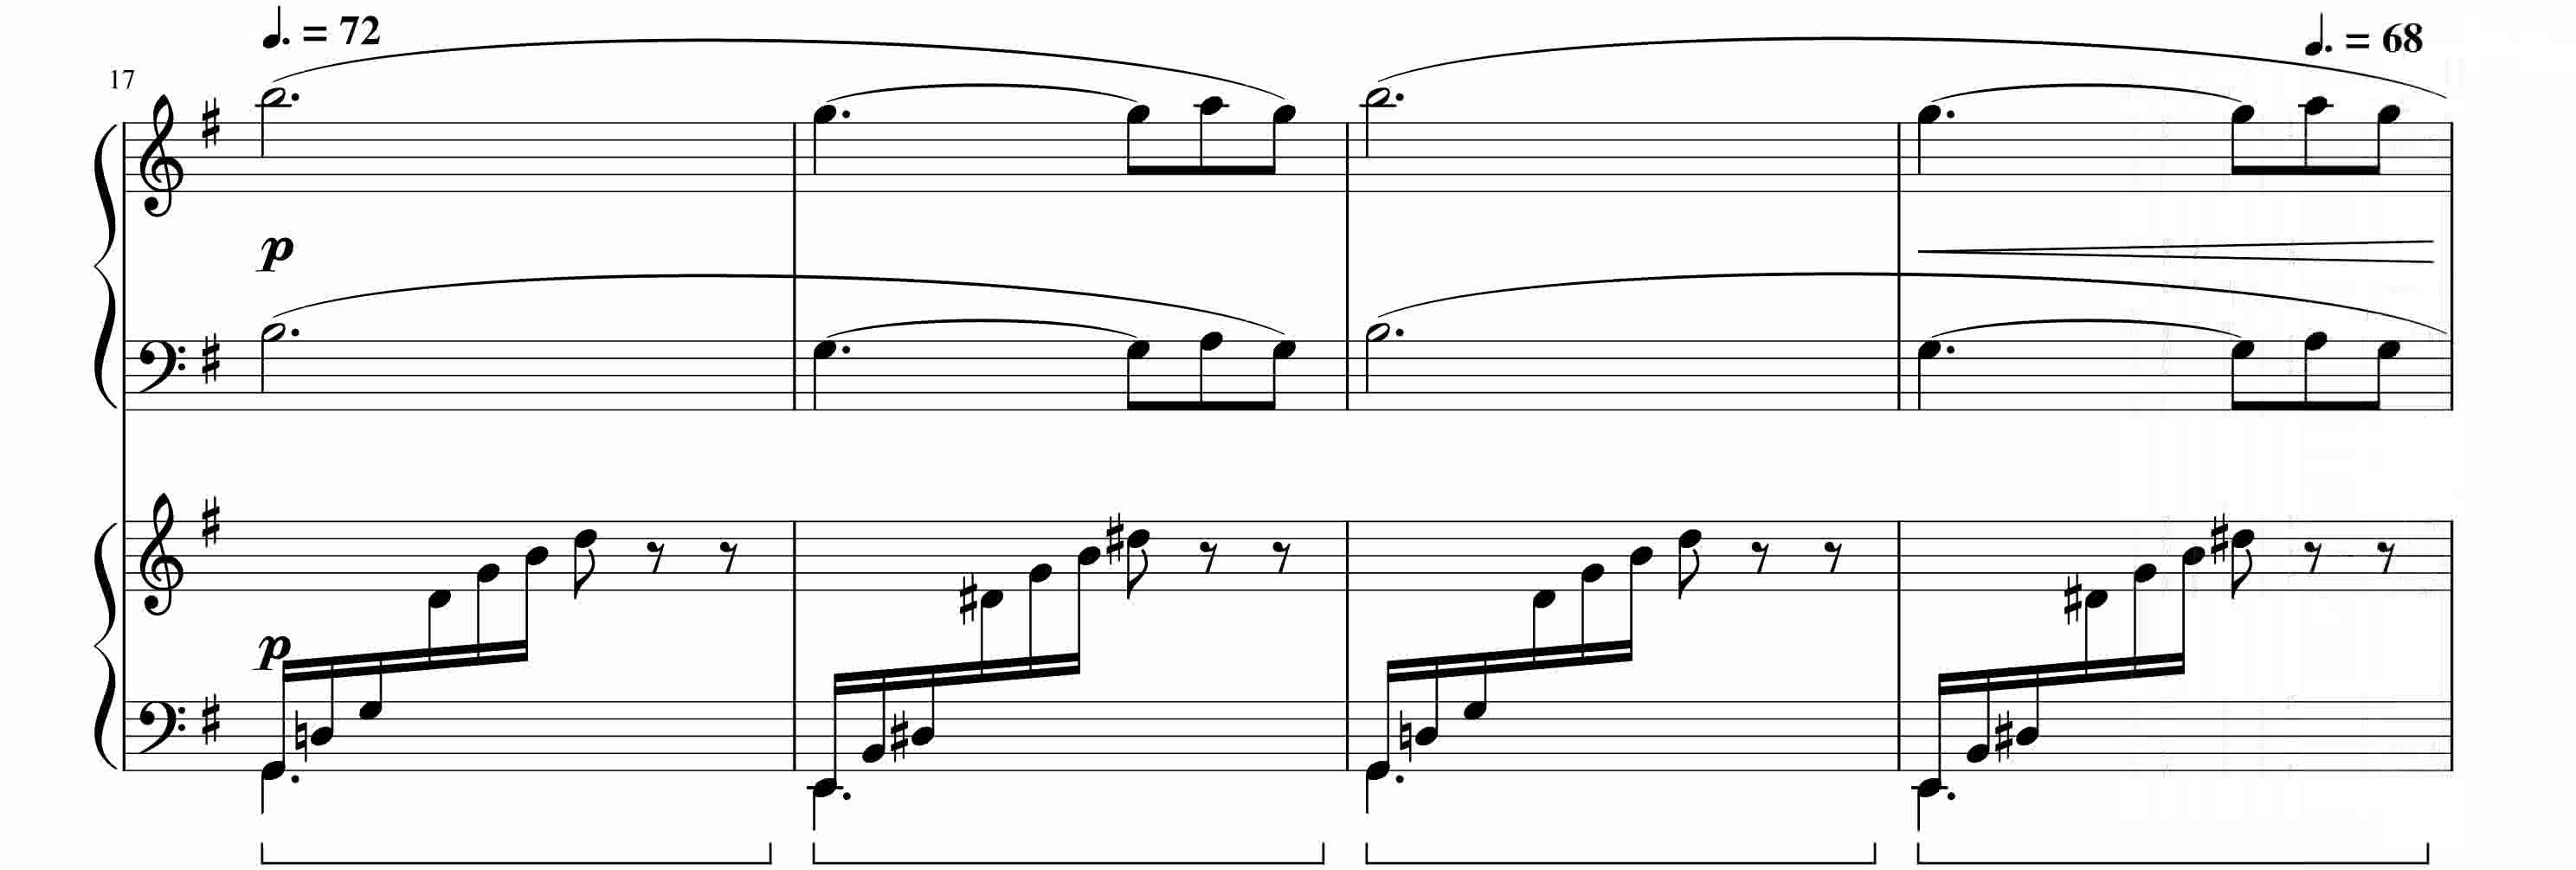 ♩. = 72
♩. = 68
17
p
p